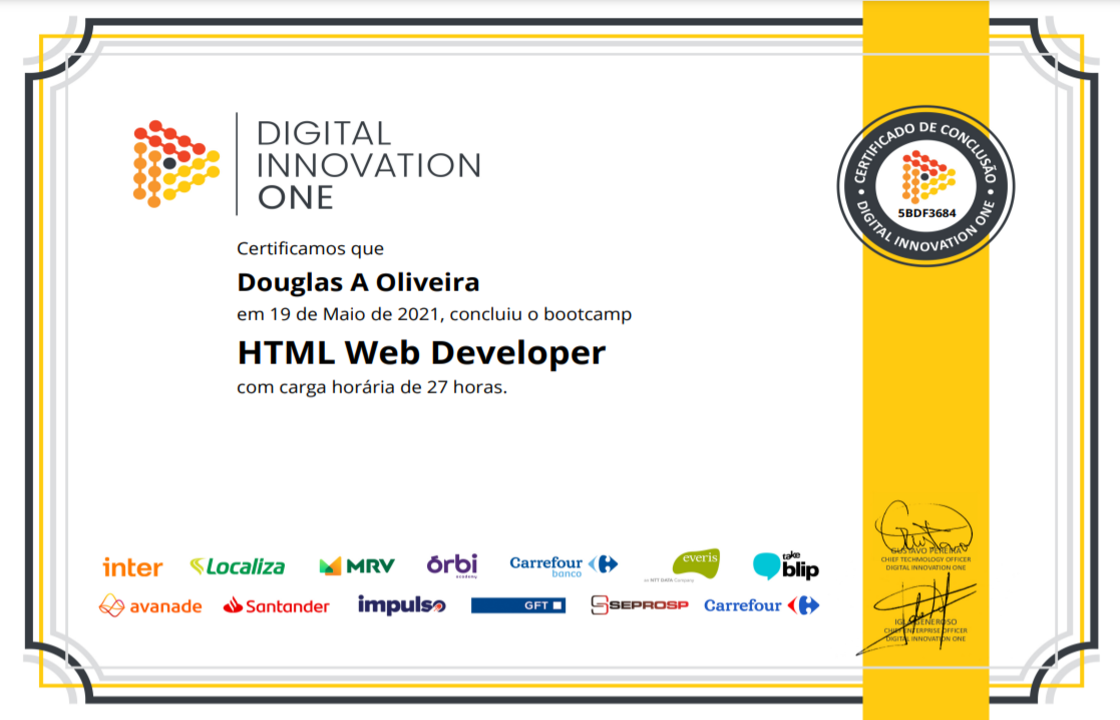 DIGITAL
INNOVATION
ONE
CERTIFICADO DE CONCLUSÃO
5BDF3684
DIGITAL INNOVATION ONE
Certificamos que
Douglas A Oliveira
em 19 de Maio de 2021, concluiu o bootcamp
HTML Web Developer
com carga horária de 27 horas.
inter
Localiza
MRV
órbi
academy
Carrefour
banco
everis
an NTT DATA Company
take
blip
avanade
Santander
impulso
GFT
SEPROSP
Carrefour
GUSTAVO PEREIRA
CHIEF TECHNOLOGY OFFICER
DIGITAL INNOVATION ONE
GENEROSO
CHIEF ENTERPRISE OFFICER
DIGITAL INNOVATION ONE